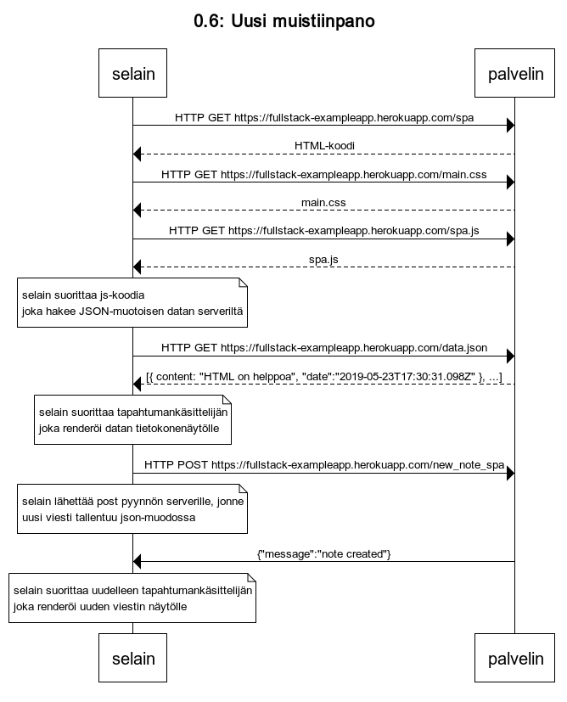 0.6: Uusi muistiinpano
selain
palvelin
HTTP GET https://fullstack-exampleapp.herokuapp.com/spa
HTML-koodi
HTTP GET https://fullstack-exampleapp.herokuapp.com/main.css
main.css
HTTP GET https://fullstack-exampleapp.herokuapp.com/spa.js
spa.js
selain suorittaa js-koodia
joka hakee JSON-muotoisen datan serveriltä
HTTP GET https://fullstack-exampleapp.herokuapp.com/data.json
[{ content: "HTML on helppoa", "date":"2019-05-23T17:30:31.098Z" }, ...]
selain suorittaa tapahtumankäsittelijän
joka renderöi datan tietokonenäytölle
HTTP POST https://fullstack-exampleapp.herokuapp.com/new_note_spa
selain lähettää post pyynnön serverille, jonne
uusi viesti tallentuu json-muodossa
{"message":"note created"}
selain suorittaa uudelleen tapahtumankäsittelijän
joka renderöi uuden viestin näytölle
selain
palvelin